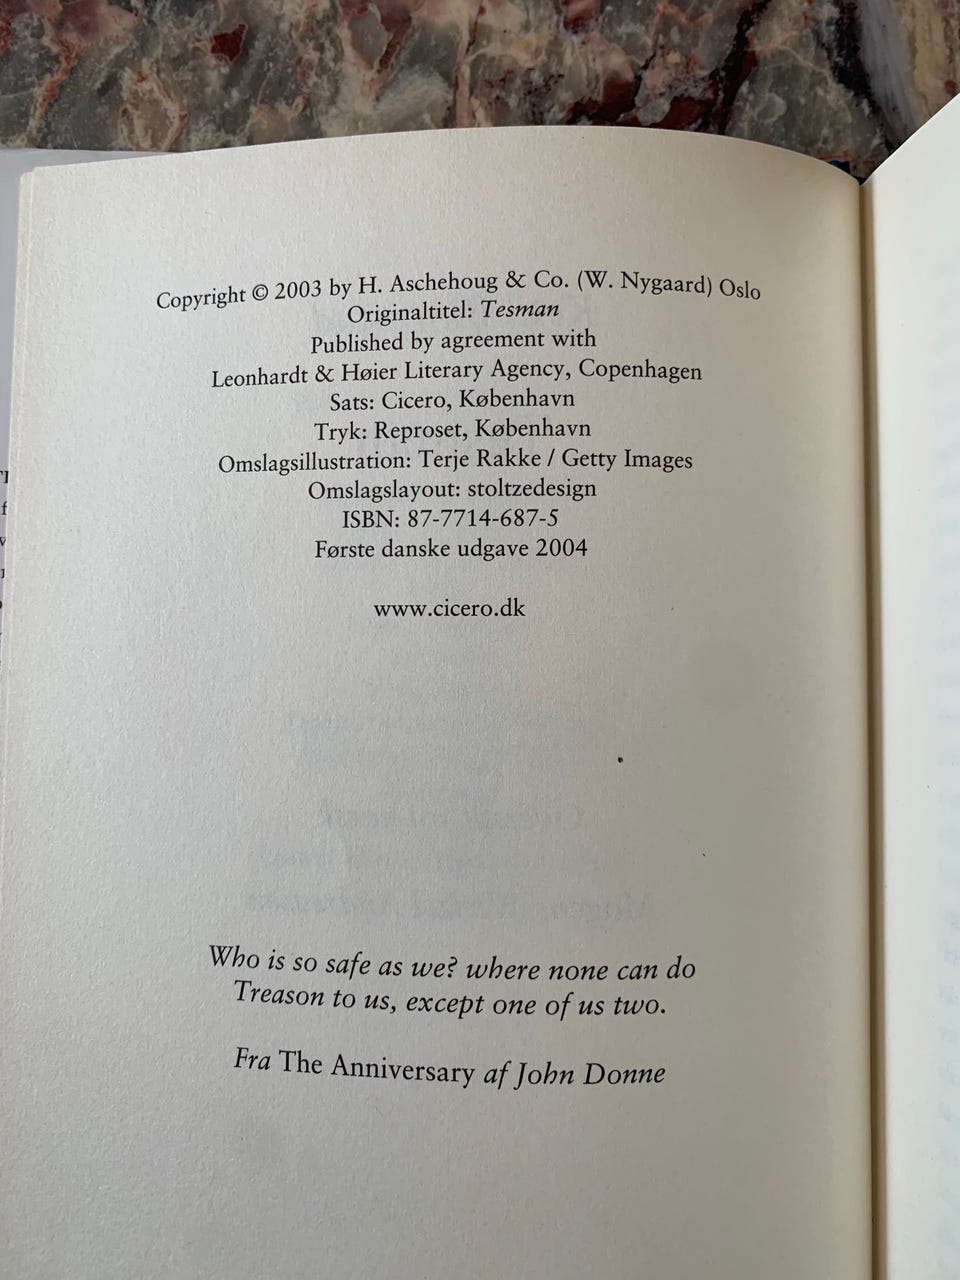 Copyright © 2003 by H. Aschehoug & Co. (W. Nygaard) Oslo
Originaltitel: Tesman
Published by agreement with
Leonhardt & Høier Literary Agency, Copenhagen
Sats: Cicero, København
Tryk: Reproset, København
Omslagsillustration: Terje Rakke / Getty Images
Omslagslayout: stoltzedesign
ISBN: 87-7714-687-5
Første danske udgave 2004
www.cicero.dk
Who is so safe as we? where none can do
Treason to us, except one of us two.
Fra The Anniversary af John Donne